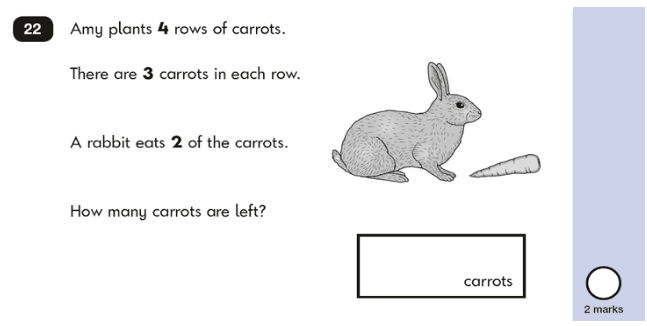 22 Amy plants 4 rows of carrots.
There are 3 carrots in each row.
A rabbit eats 2 of the carrots.
How many carrots are left?
carrots
2 marks